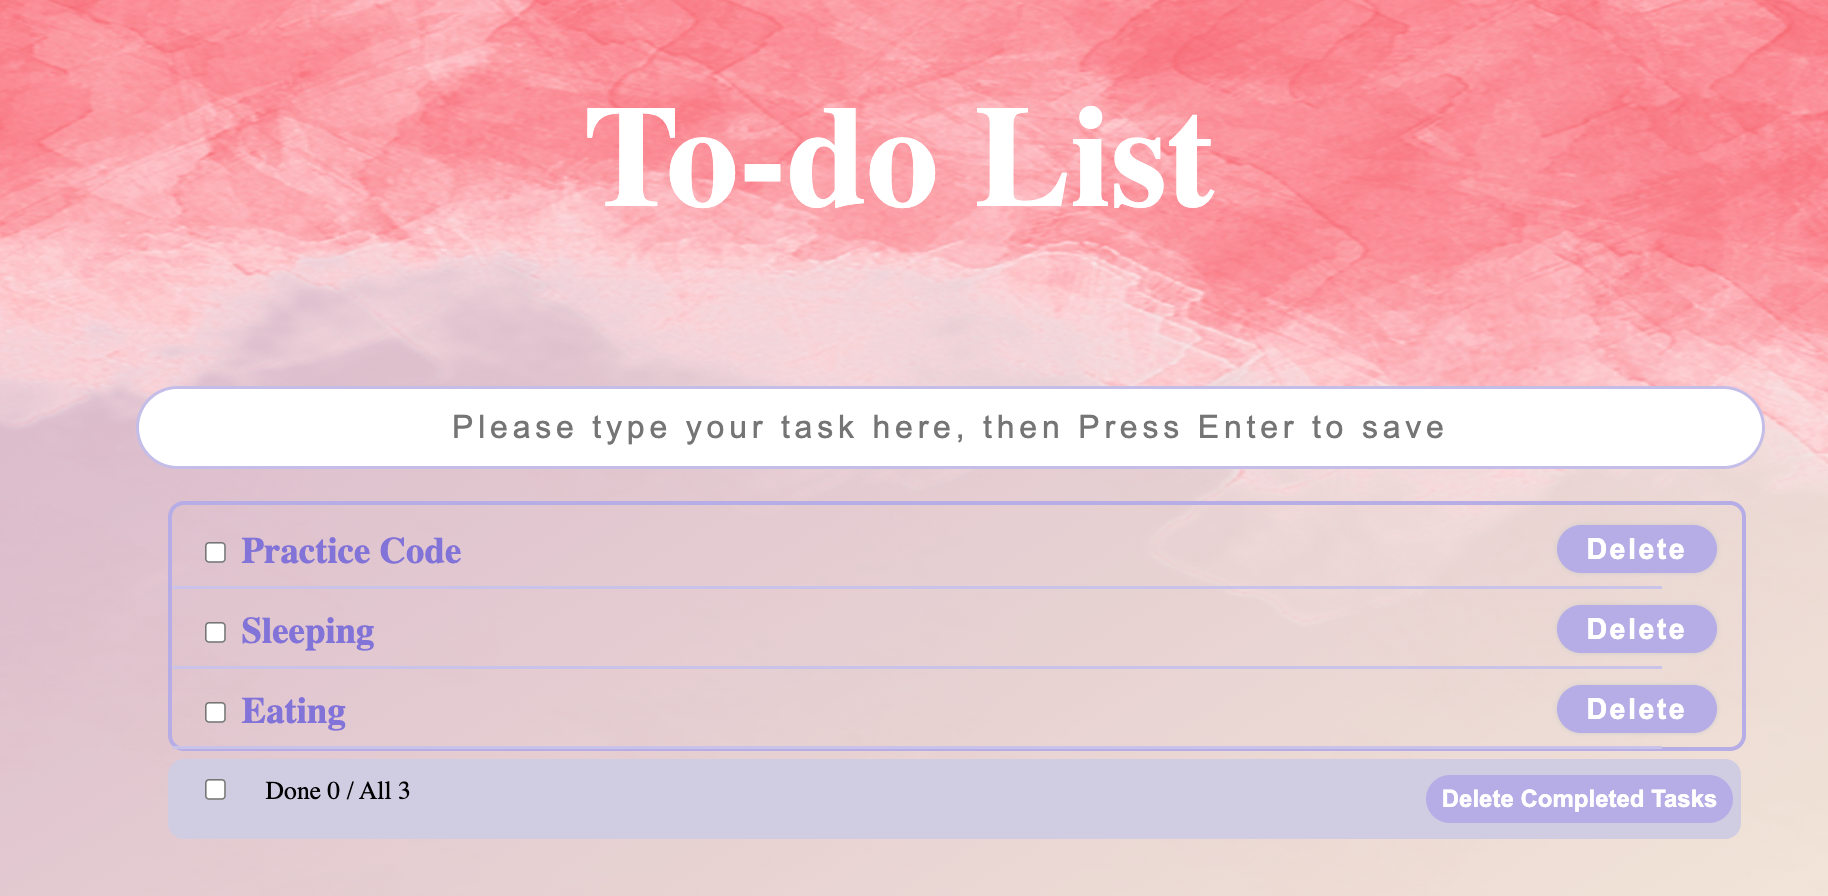 To-do List
Please type your task here, then Press Enter to save
Practice Code Delete
Sleeping Delete
Eating Delete
Done 0 / All 3 Delete Completed Tasks